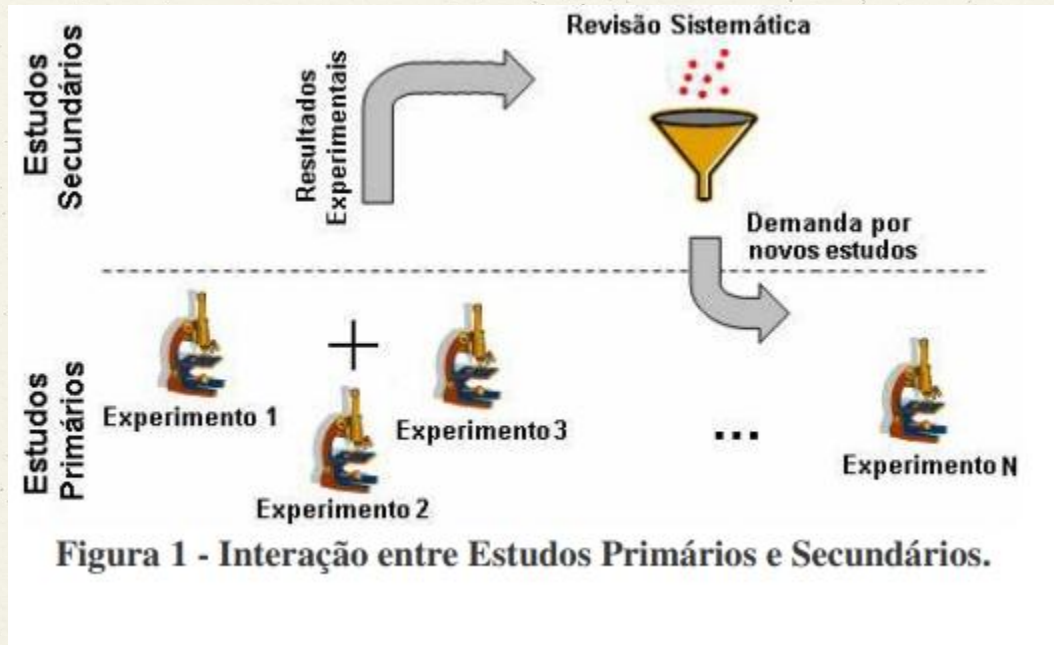 Estudos
Secundários
Resultados
Experimentais
Revisão Sistemática
Demanda por
novos estudos
Estudos
Primários
Experimento 1
+
Experimento 2
Experimento 3
...
Experimento N
Figura 1 - Interação entre Estudos Primários e Secundários.